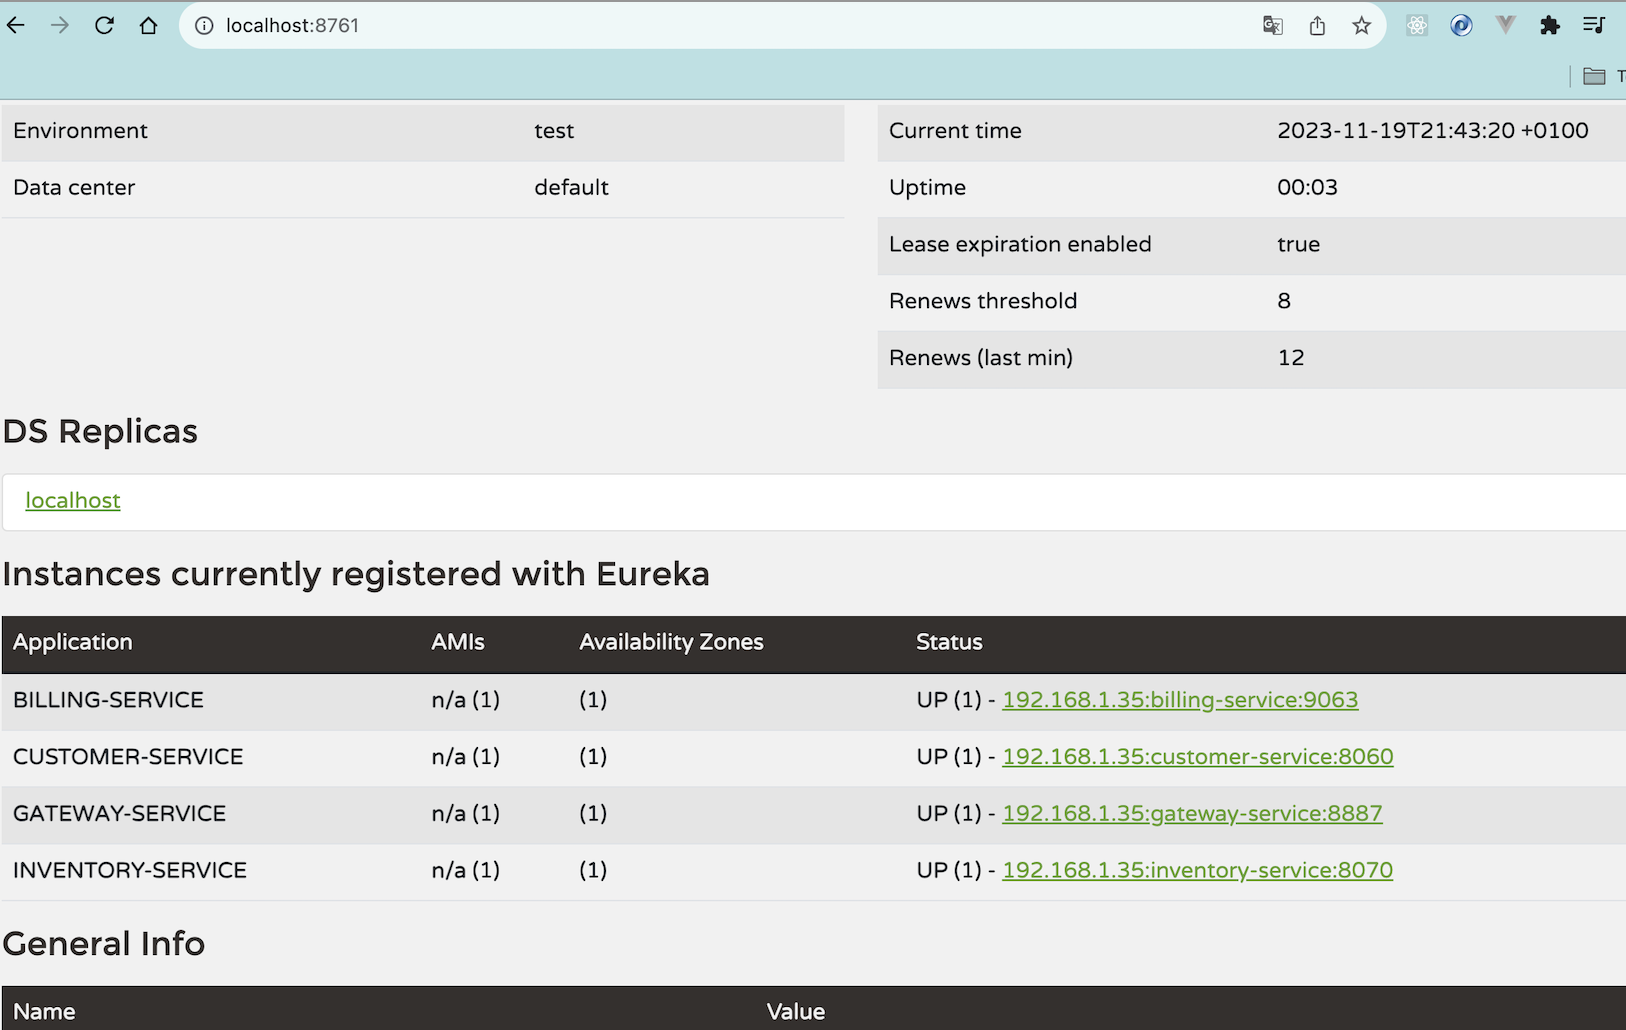 localhost:8761
Environment test
Data center default
Current time 2023-11-19T21:43:20 +0100
Uptime 00:03
Lease expiration enabled true
Renews threshold 8
Renews (last min) 12
DS Replicas
localhost
Instances currently registered with Eureka
Application AMIs Availability Zones Status
BILLING-SERVICE n/a (1) (1) UP (1) - 192.168.1.35:billing-service:9063
CUSTOMER-SERVICE n/a (1) (1) UP (1) - 192.168.1.35:customer-service:8060
GATEWAY-SERVICE n/a (1) (1) UP (1) - 192.168.1.35:gateway-service:8887
INVENTORY-SERVICE n/a (1) (1) UP (1) - 192.168.1.35:inventory-service:8070
General Info
Name Value